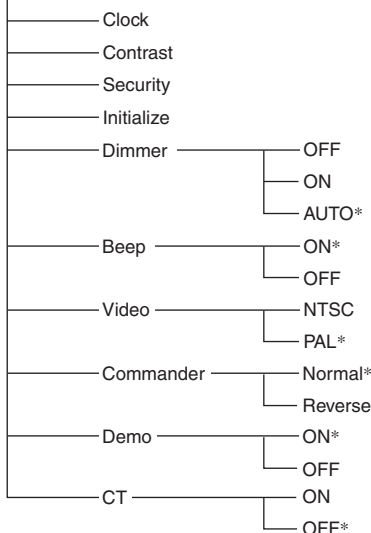 Clock
Contrast
Security
Initialize
Dimmer OFF
ON
AUTO*
Beep ON*
OFF
Video NTSC
PAL*
Commander Normal*
Reverse
Demo ON*
OFF
CT ON
OFF*